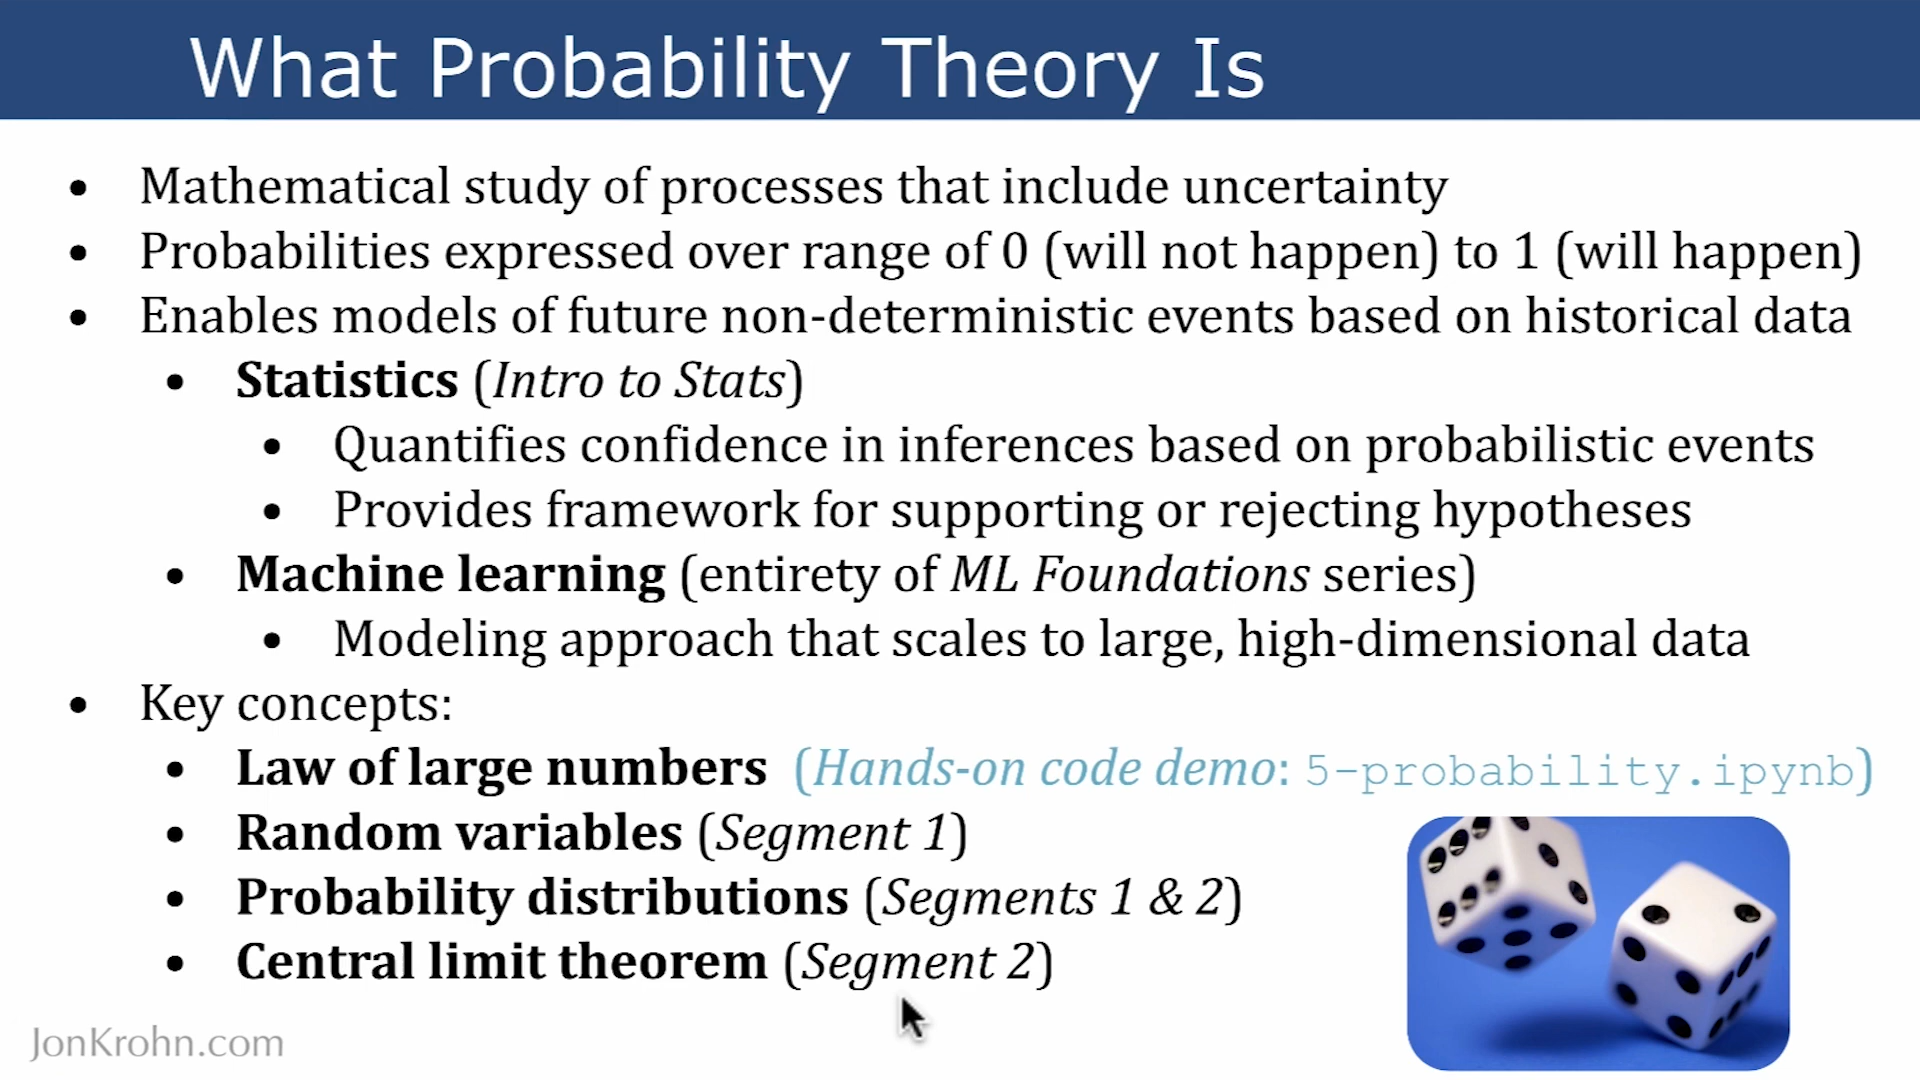 What Probability Theory Is
• Mathematical study of processes that include uncertainty
• Probabilities expressed over range of 0 (will not happen) to 1 (will happen)
• Enables models of future non-deterministic events based on historical data
• Statistics (Intro to Stats)
• Quantifies confidence in inferences based on probabilistic events
• Provides framework for supporting or rejecting hypotheses
• Machine learning (entirety of ML Foundations series)
• Modeling approach that scales to large, high-dimensional data
• Key concepts:
• Law of large numbers (Hands-on code demo: 5-probability.ipynb)
• Random variables (Segment 1)
• Probability distributions (Segments 1 & 2)
• Central limit theorem (Segment 2)
JonKrohn.com